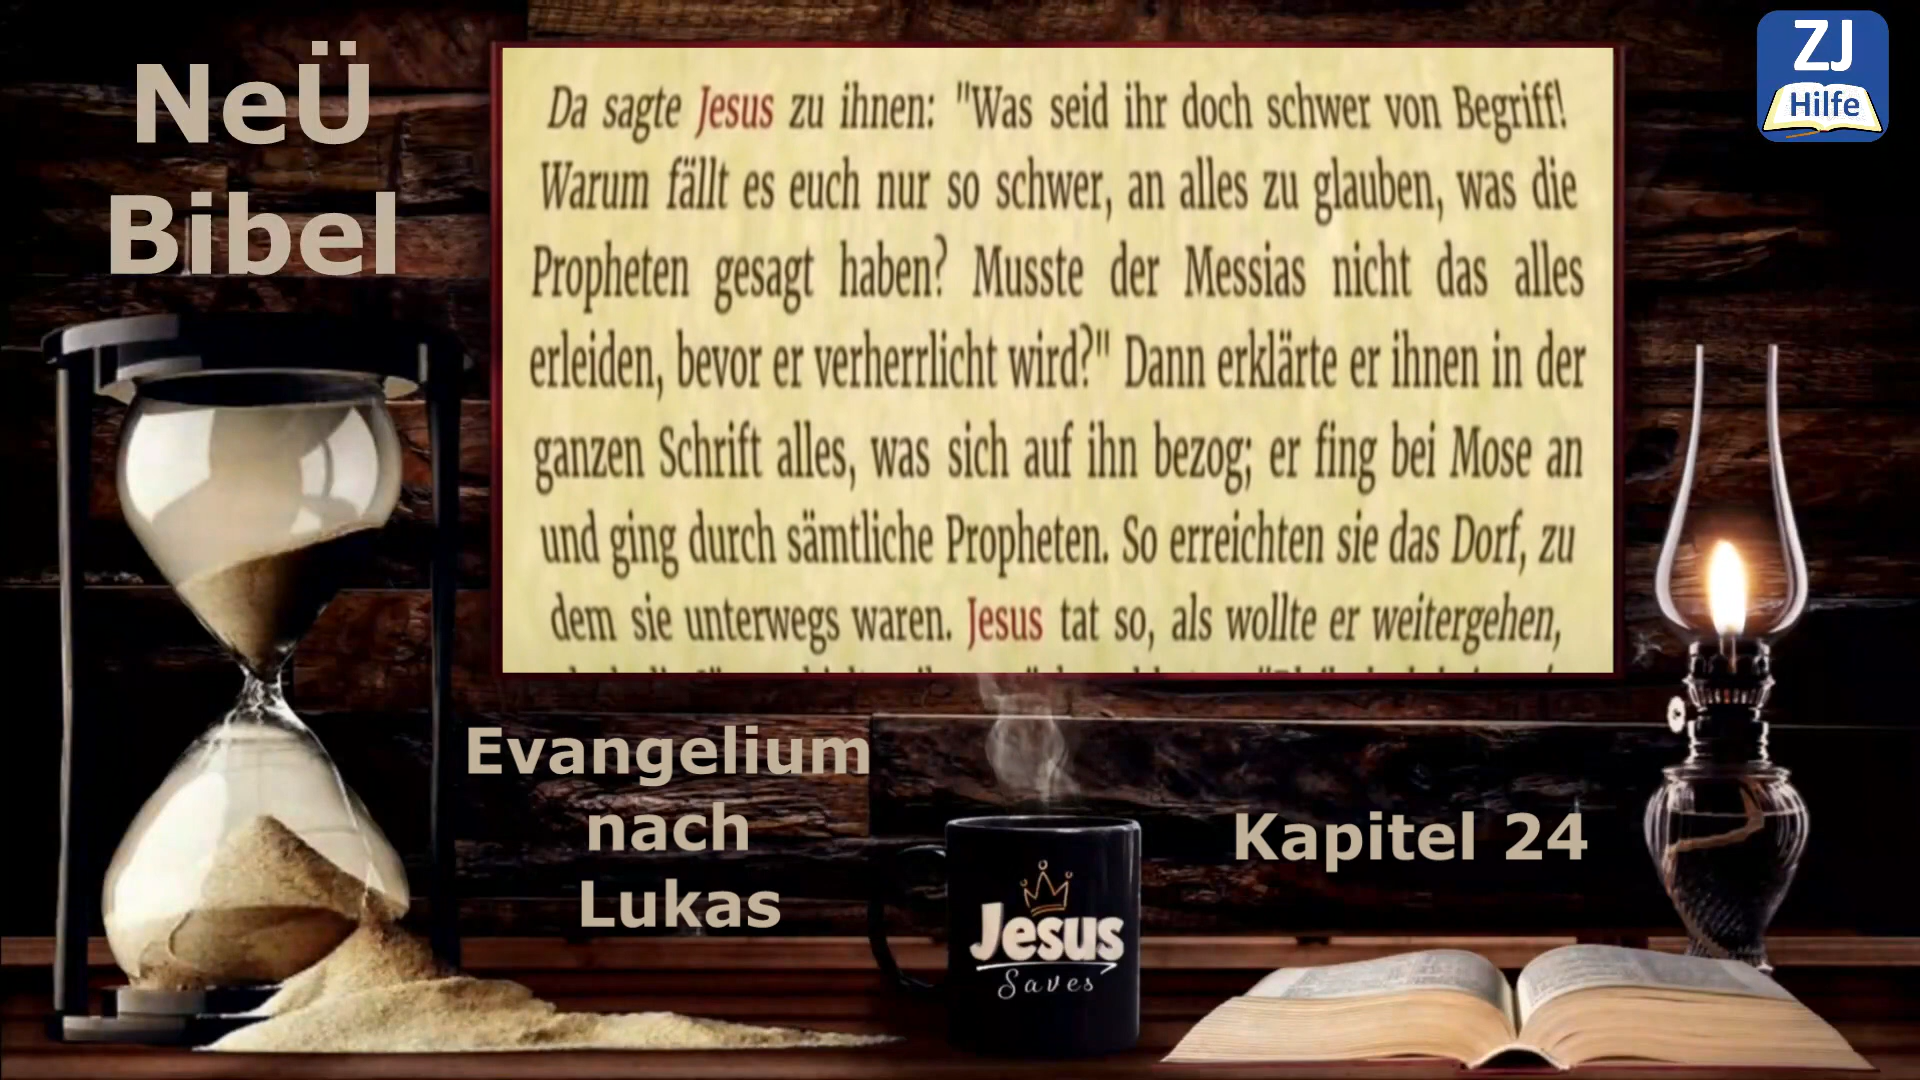 NeÜ
Bibel
ZJ
Hilfe
Da sagte Jesus zu ihnen: "Was seid ihr doch schwer von Begriff!
Warum fällt es euch nur so schwer, an alles zu glauben, was die
Propheten gesagt haben? Musste der Messias nicht das alles
erleiden, bevor er verherrlicht wird?" Dann erklärte er ihnen in der
ganzen Schrift alles, was sich auf ihn bezog; er fing bei Mose an
und ging durch sämtliche Propheten. So erreichten sie das Dorf, zu
dem sie unterwegs waren. Jesus tat so, als wollte er weitergehen,
Evangelium
nach
Lukas
Kapitel 24
Jesus
Saves